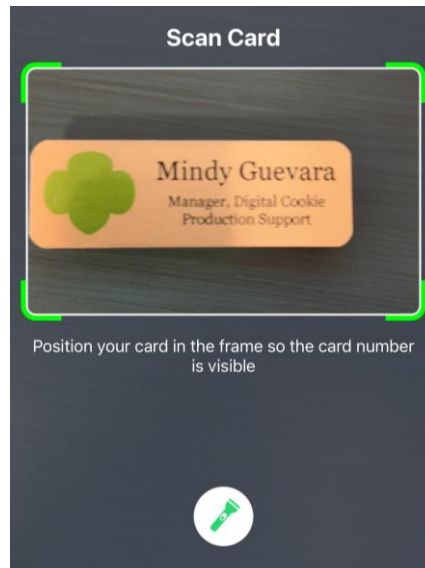 Scan Card
Mindy Guevara
Manager, Digital Cookie
Production Support
Position your card in the frame so the card number
is visible